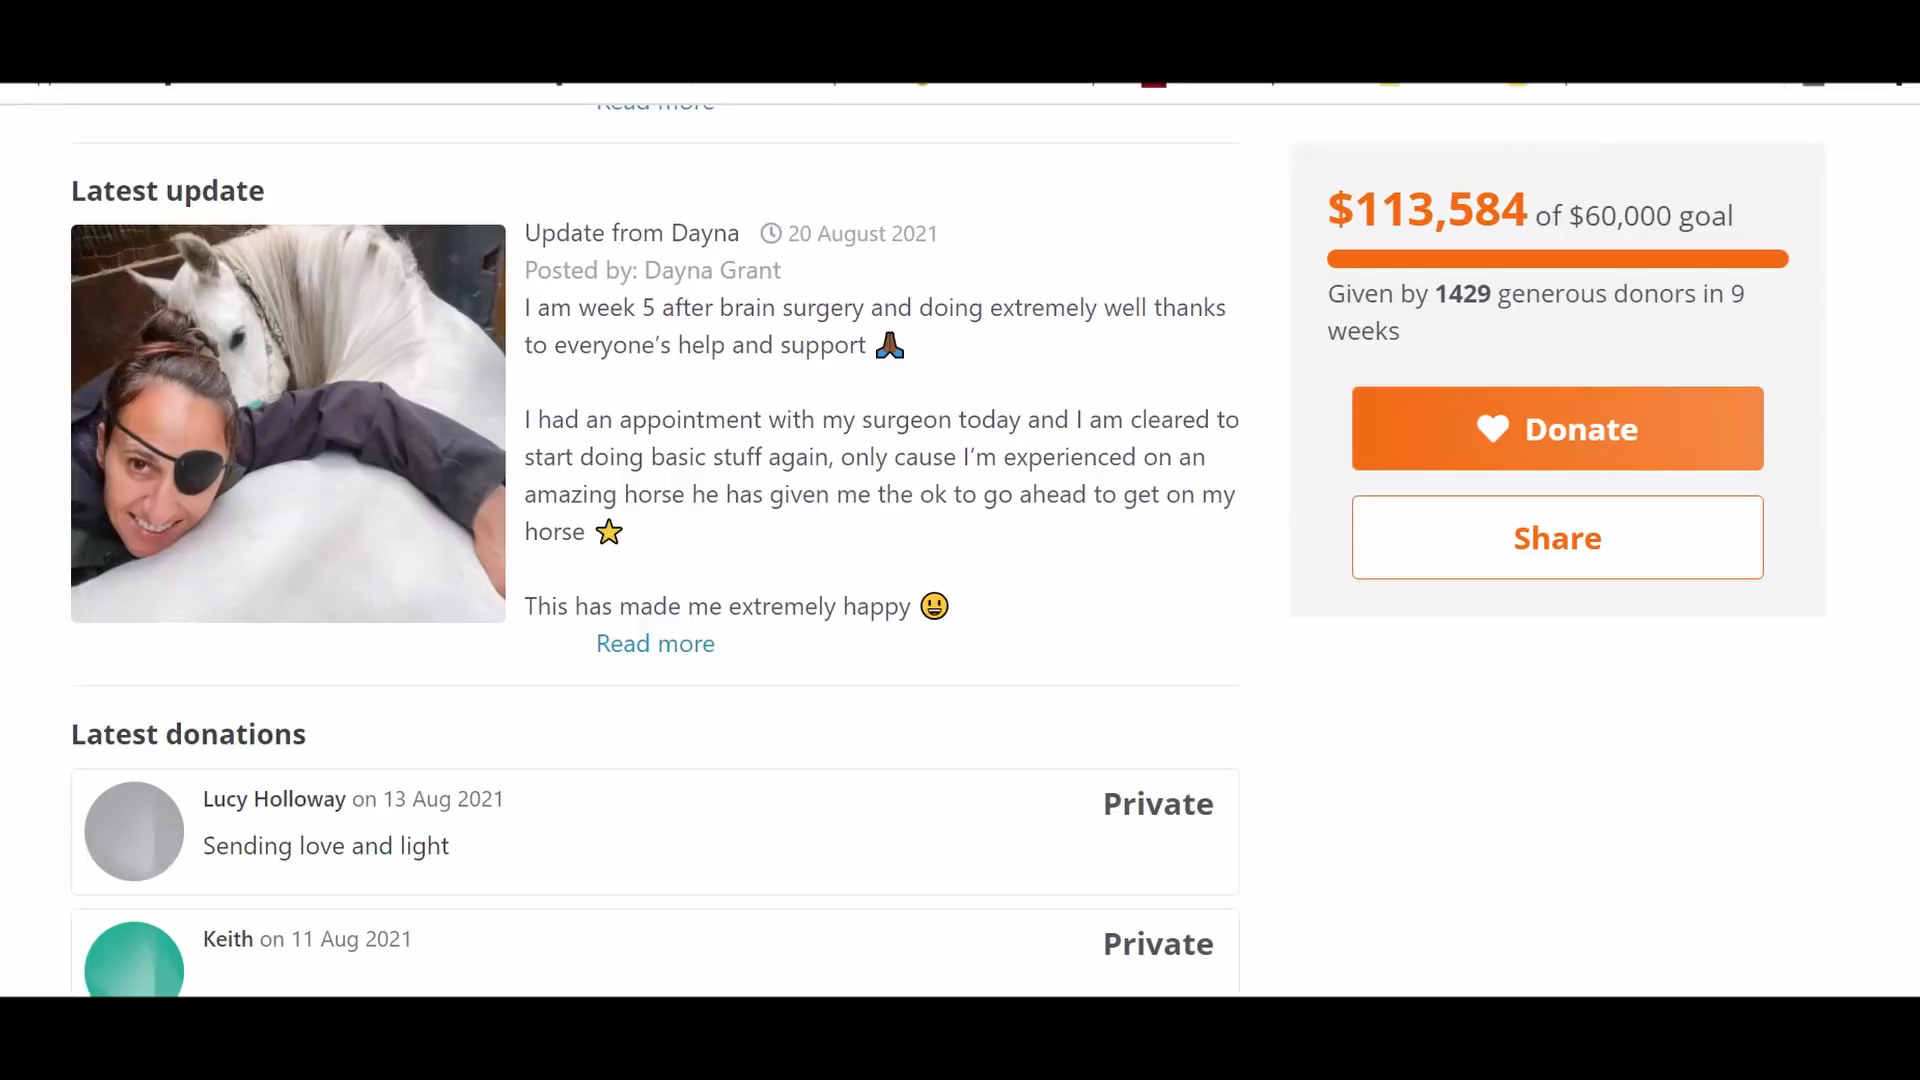 Read more
Latest update
Update from Dayna 20 August 2021
Posted by: Dayna Grant
I am week 5 after brain surgery and doing extremely well thanks
to everyone’s help and support 🙏🏾
I had an appointment with my surgeon today and I am cleared to
start doing basic stuff again, only cause I’m experienced on an
amazing horse he has given me the ok to go ahead to get on my
horse ⭐
This has made me extremely happy 😀
Read more
$113,584 of $60,000 goal
Given by 1429 generous donors in 9
weeks
Donate
Share
Latest donations
Lucy Holloway on 13 Aug 2021
Private
Sending love and light
Keith on 11 Aug 2021
Private